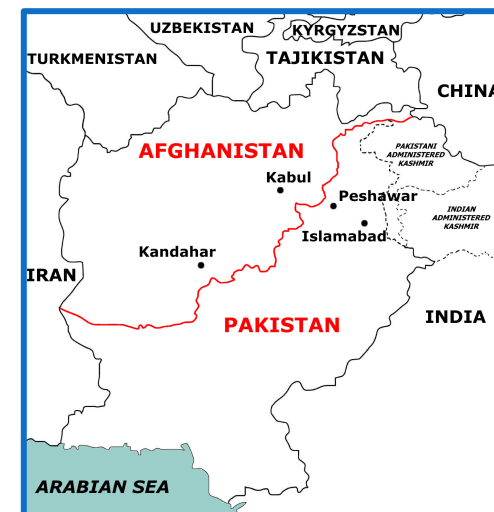 UZBEKISTAN
KYRGYZSTAN
TURKMENISTAN
TAJIKISTAN
CHINA
AFGHANISTAN
PAKISTANI
ADMINISTERED
KASHMIR
Kabul
Peshawar
INDIAN
ADMINISTERED
KASHMIR
Islamabad
Kandahar
IRAN
PAKISTAN
INDIA
ARABIAN SEA